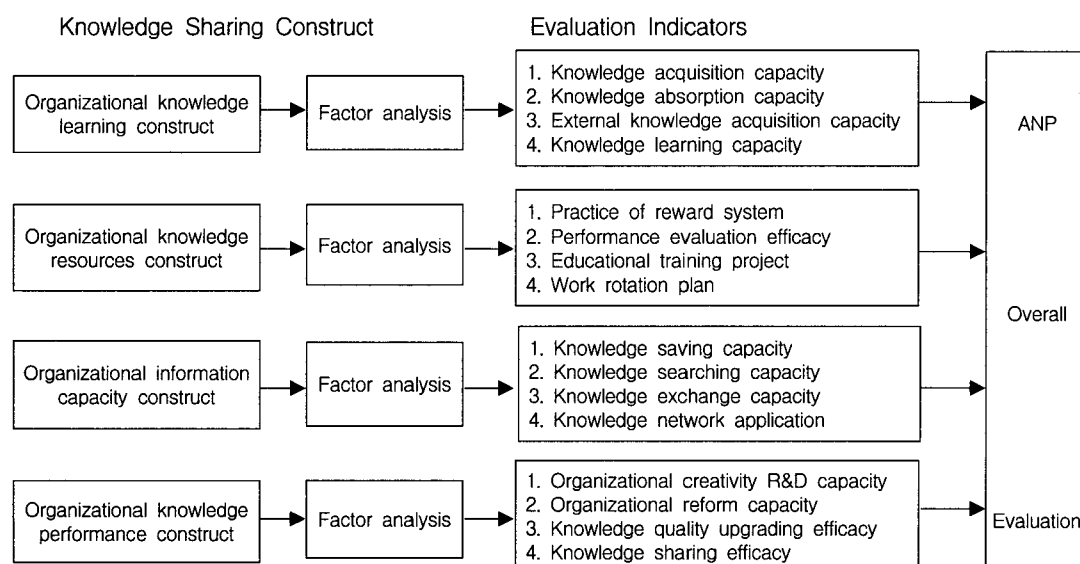 Knowledge Sharing Construct
Evaluation Indicators
Organizational knowledge
learning construct
Factor analysis
1. Knowledge acquisition capacity
2. Knowledge absorption capacity
3. External knowledge acquisition capacity
4. Knowledge learning capacity
ANP
Organizational knowledge
resources construct
Factor analysis
1. Practice of reward system
2. Performance evaluation efficacy
3. Educational training project
4. Work rotation plan
Overall
Organizational information
capacity construct
Factor analysis
1. Knowledge saving capacity
2. Knowledge searching capacity
3. Knowledge exchange capacity
4. Knowledge network application
Organizational knowledge
performance construct
Factor analysis
1. Organizational creativity R&D capacity
2. Organizational reform capacity
3. Knowledge quality upgrading efficacy
4. Knowledge sharing efficacy
Evaluation